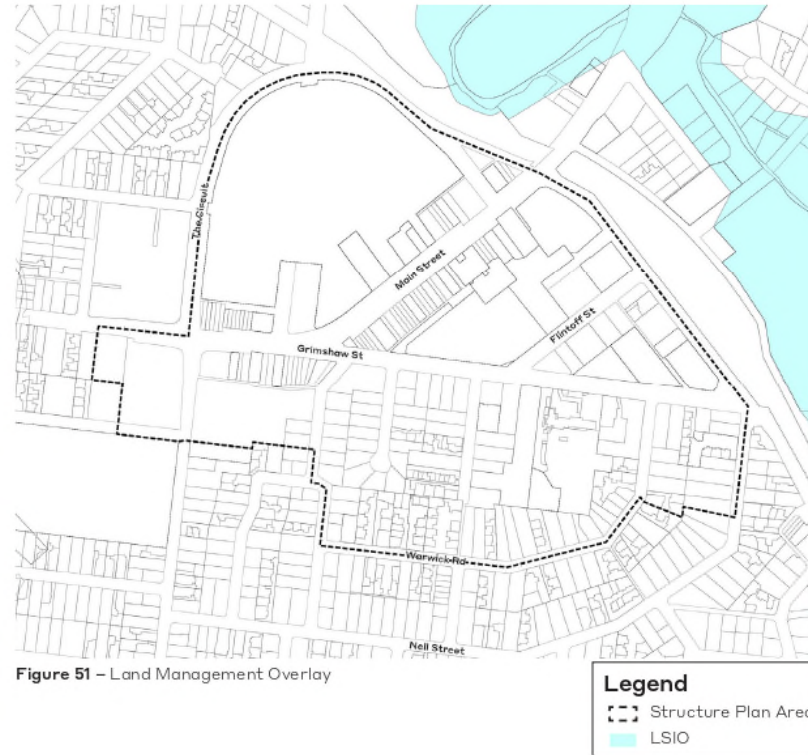 The Circuit
Main Street
Flintoff St
Grimshaw St
Warwick Rd
Nell Street
Figure 51 – Land Management Overlay
Legend
Structure Plan Area
LSIO